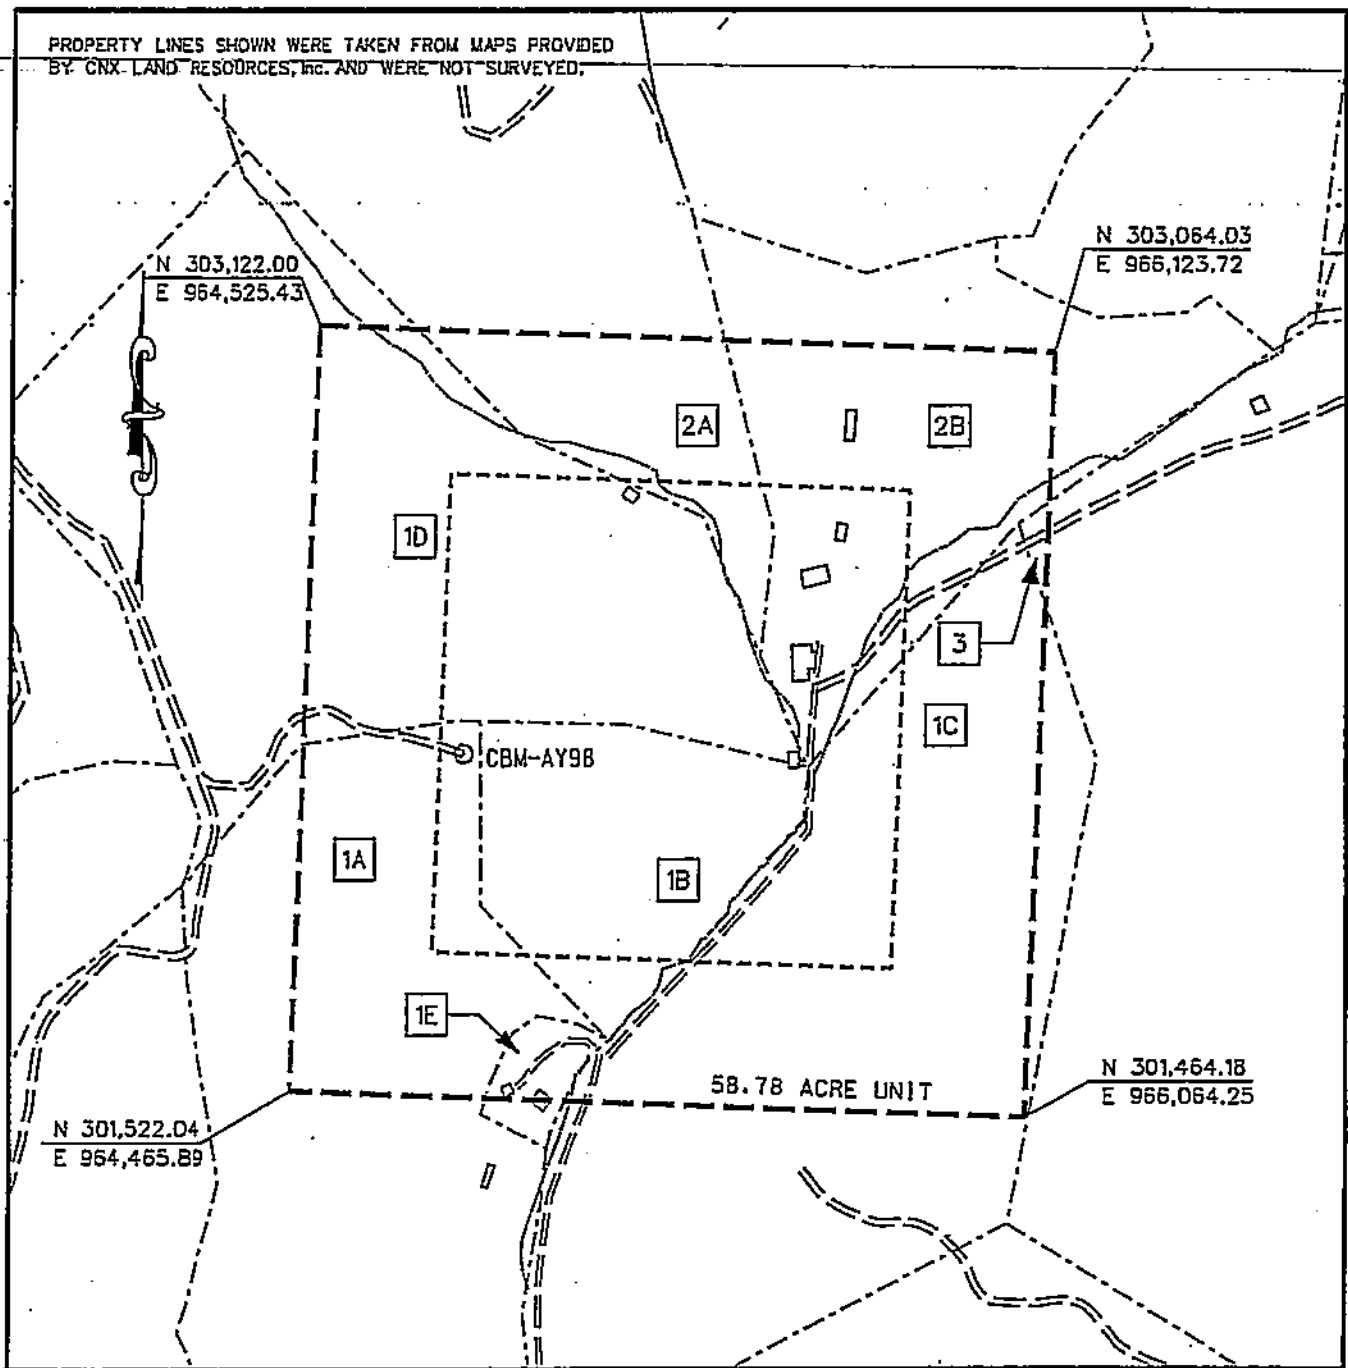 PROPERTY LINES SHOWN WERE TAKEN FROM MAPS PROVIDED
BY CNX LAND RESOURCES, Inc. AND WERE NOT SURVEYED.
N 303,064.03
E 966,123.72
N 303,122.00
E 964,525.43
2A
2B
1D
3
1C
CBM-AY98
1A
1B
1E
58.78 ACRE UNIT
N 301,464.18
E 966,064.25
N 301,522.04
E 964,465.89